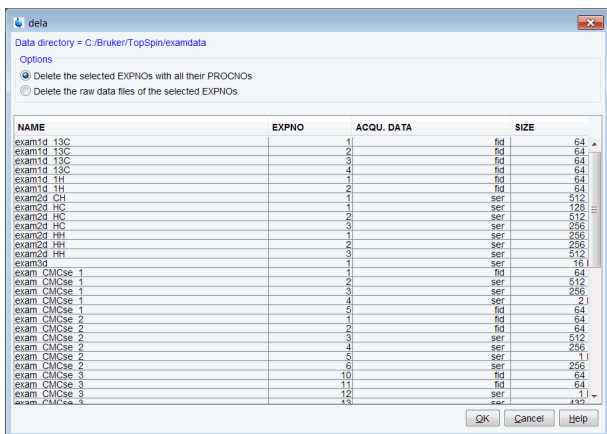 dela
Data directory = C:/Bruker/TopSpin/examdata
Options
Delete the selected EXPNOs with all their PROCNOs
Delete the raw data files of the selected EXPNOs
NAME EXPNO ACQU. DATA SIZE
exam1d_13C 1 fid 64
exam1d_13C 2 fid 64
exam1d_13C 3 fid 64
exam1d_13C 4 fid 64
exam1d_1H 1 fid 64
exam1d_1H 2 fid 64
exam2d_CH 1 ser 512
exam2d_HC 1 ser 128
exam2d_HC 2 ser 512
exam2d_HC 3 ser 256
exam2d_HH 1 ser 256
exam2d_HH 2 ser 256
exam2d_HH 3 ser 512
exam3d 1 ser 16
exam_CMCse_1 1 fid 64
exam_CMCse_1 2 ser 512
exam_CMCse_1 3 ser 256
exam_CMCse_1 4 ser 2
exam_CMCse_1 5 fid 64
exam_CMCse_2 1 fid 64
exam_CMCse_2 2 fid 64
exam_CMCse_2 3 ser 512
exam_CMCse_2 4 ser 256
exam_CMCse_2 5 ser 1
exam_CMCse_2 6 ser 256
exam_CMCse_3 10 fid 64
exam_CMCse_3 11 fid 64
exam_CMCse_3 12 ser 1
exam_CMCse_3 13 ser 432
OK Cancel Help